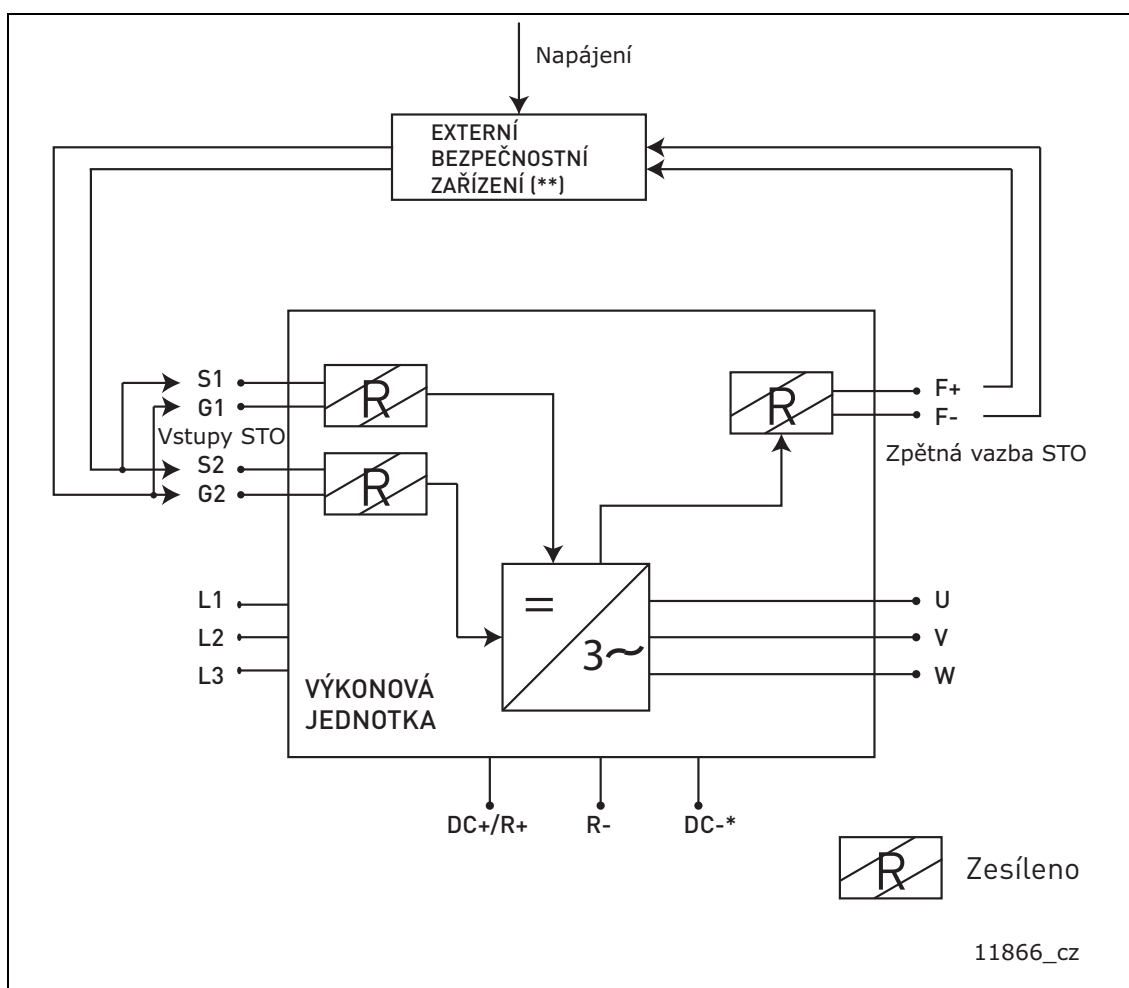 Napájení
EXTERNÍ
BEZPEČNOSTNÍ
ZAŘÍZENÍ (**)
S1
G1
Vstupy STO
S2
G2
R
R
R
F+
F-
Zpětná vazba STO
L1
L2
L3
=
3~
U
V
W
VÝKONOVÁ
JEDNOTKA
DC+/R+
R-
DC-*
R
Zesíleno
11866_cz